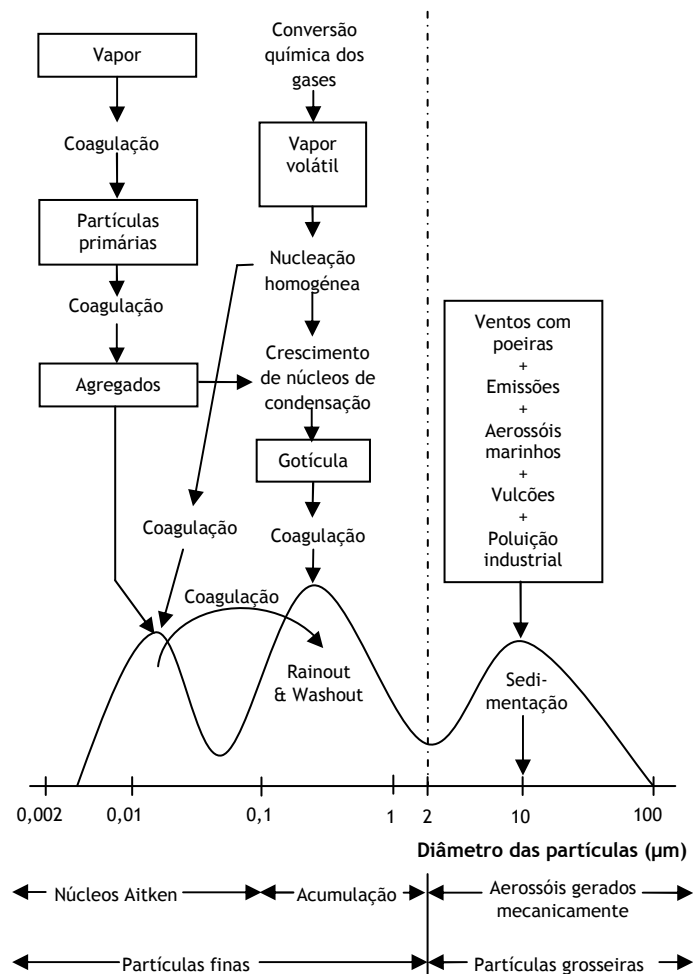 Vapor
Coagulação
Partículas
primárias
Coagulação
Agregados
Conversão
química dos
gases
Vapor
volátil
Nucleação
homogénea
Crescimento
de núcleos de
condensação
Gotícula
Coagulação
Coagulação
Coagulação
Rainout
& Washout
Ventos com
poeiras
+
Emissões
+
Aerossóis
marinhos
+
Vulcões
+
Poluição
industrial
Sedi-
mentação
0,002
0,01
0,1
1
2
10
100
Diâmetro das partículas (µm)
Núcleos Aitken
Acumulação
Aerossóis gerados
mecanicamente
Partículas finas
Partículas grosseiras